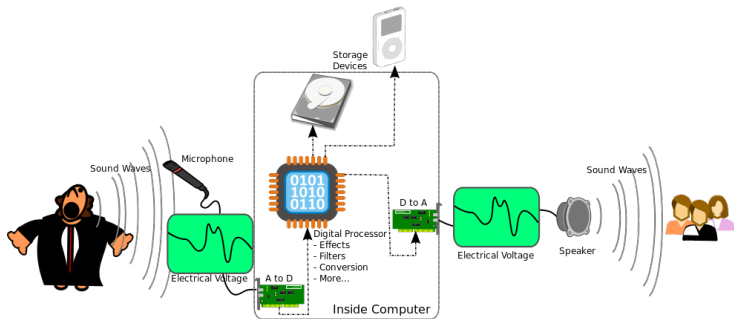 Storage
Devices
Sound Waves
Microphone
0101
1010
0110
D to A
Sound Waves
Digital Processor
- Effects
- Filters
- Conversion
- More...
Electrical Voltage
Speaker
Electrical Voltage
A to D
Inside Computer